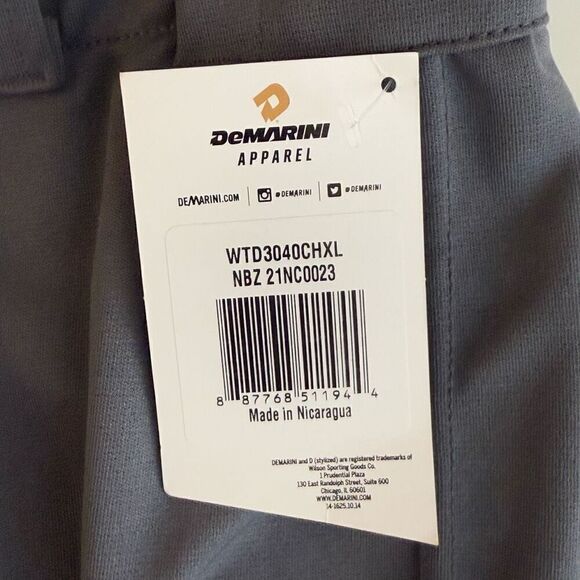 DeMARINI
APPAREL
DEMARINI.COM | @DEMARINI | @DEMARINI
WTD3040CHXL
NBZ 21NC0023
8 87768 51194 4
Made in Nicaragua
DEMARINI and D (stylized) are registered trademarks of
Wilson Sporting Goods Co.
1 Prudential Plaza
130 East Randolph Street, Suite 600
Chicago, IL 60601
WWW.DEMARINI.COM
14-1625.10.14